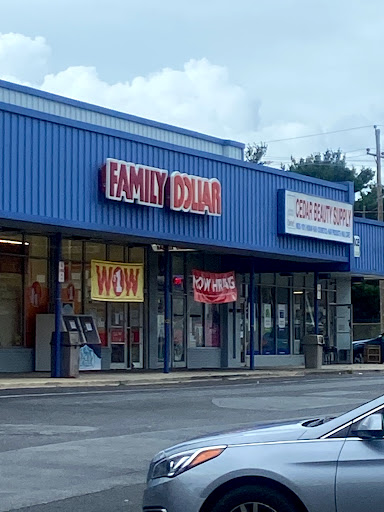 FAMILY DOLLAR
CEDAR BEAUTY SUPPLY
WOW
NOW HIRING